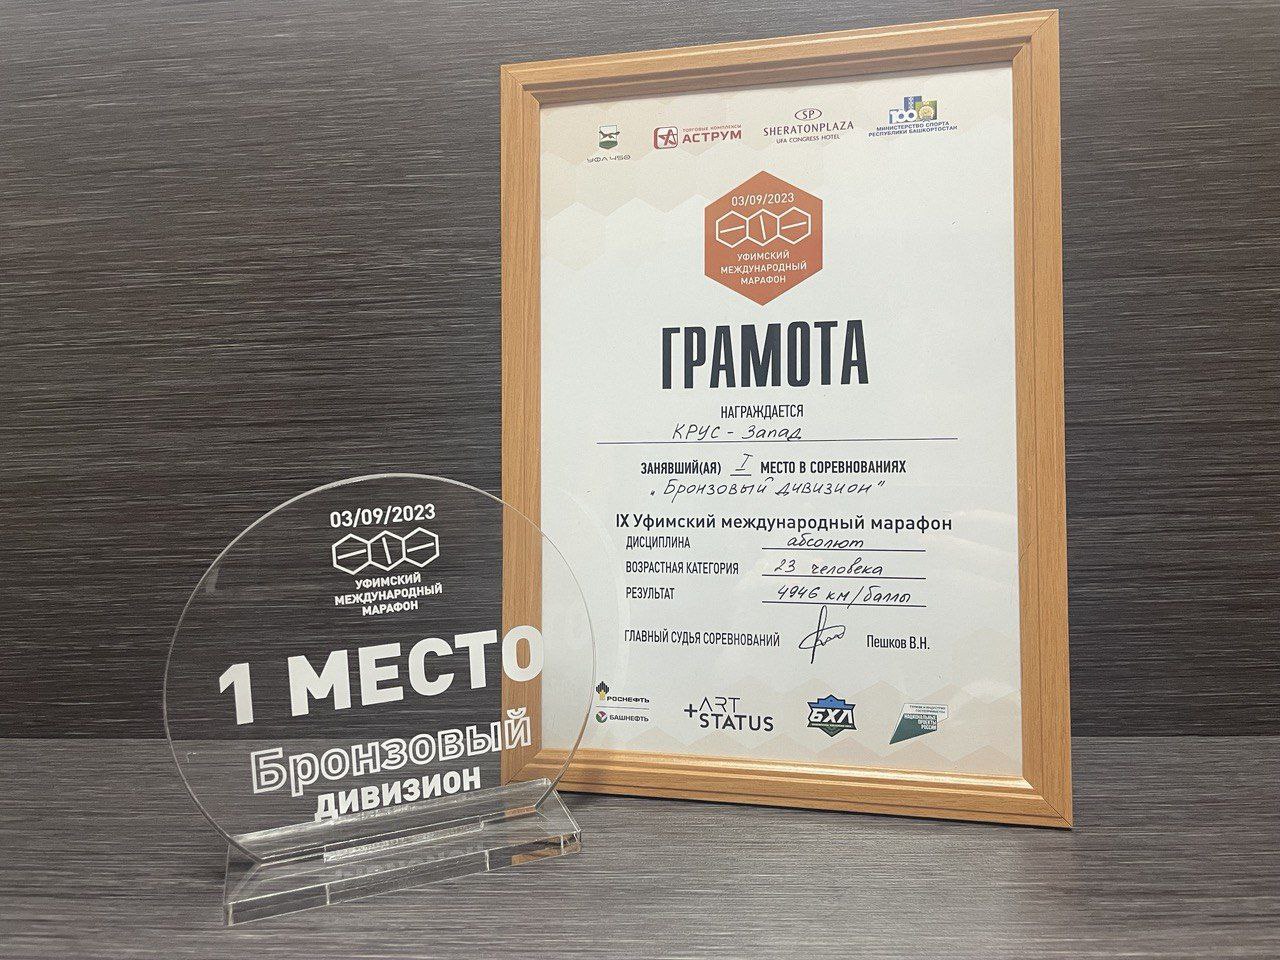 УФА 450
ТОРГОВЫЕ КОМПЛЕКСЫ
АСТРУМ
SP
SHERATONPLAZA
UFA CONGRESS HOTEL
100
МИНИСТЕРСТВО СПОРТА
РЕСПУБЛИКИ БАШКОРТОСТАН
03/09/2023
УФИМСКИЙ
МЕЖДУНАРОДНЫЙ
МАРАФОН
ГРАМОТА
НАГРАЖДАЕТСЯ
КРУС - Запад
ЗАНЯВШИЙ(АЯ) I МЕСТО В СОРЕВНОВАНИЯХ
"Бронзовый дивизион"
IX Уфимский международный марафон
ДИСЦИПЛИНА абсолют
ВОЗРАСТНАЯ КАТЕГОРИЯ 23 человека
РЕЗУЛЬТАТ 4946 км/баллы
ГЛАВНЫЙ СУДЬЯ СОРЕВНОВАНИЙ Пешков В.Н.
РОСНЕФТЬ
БАШНЕФТЬ
+ART
STATUS
БХЛ
НАЦИОНАЛЬНЫЕ
ПРОЕКТЫ
РОССИИ
03/09/2023
УФИМСКИЙ
МЕЖДУНАРОДНЫЙ
МАРАФОН
1 МЕСТО
Бронзовый
дивизион